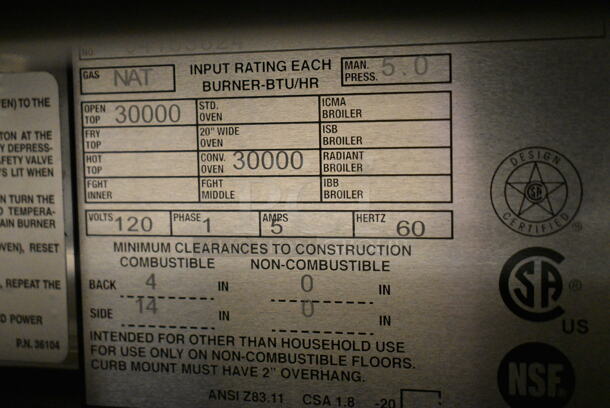 NO.
GAS NAT INPUT RATING EACH BURNER-BTU/HR MAN. PRESS. 5.0
OPEN TOP 30000 STD. OVEN ICMA BROILER
FRY TOP 20" WIDE OVEN ISB BROILER
HOT TOP CONV. OVEN 30000 RADIANT BROILER
FGHT INNER FGHT MIDDLE IBB BROILER
VOLTS 120 PHASE 1 AMPS 5 HERTZ 60
MINIMUM CLEARANCES TO CONSTRUCTION
COMBUSTIBLE NON-COMBUSTIBLE
BACK 4 IN 0 IN
SIDE 14 IN 0 IN
INTENDED FOR OTHER THAN HOUSEHOLD USE
FOR USE ONLY ON NON-COMBUSTIBLE FLOORS.
CURB MOUNT MUST HAVE 2" OVERHANG.
ANSI Z83.11 CSA 1.8 -20
DESIGN CERTIFIED
SA
®
SA ®
US
NSF
EN) TO THE
TON AT THE
Y DEPRESS-
AFETY VALVE
'S LIT WHEN
N TURN THE
D TEMPERA-
AIN BURNER
VEN), RESET
, REPEAT THE
D POWER
P.N. 36104